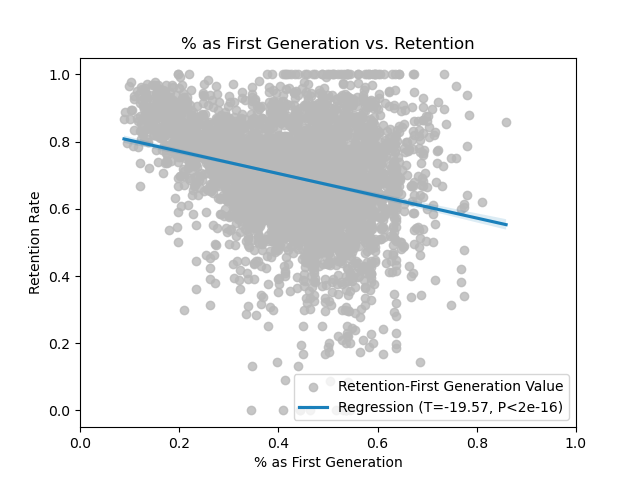 % as First Generation vs. Retention
1.0
0.8
0.6
0.4
0.2
0.0
Retention Rate
Retention-First Generation Value
Regression (T=-19.57, P<2e-16)
0.0 0.2 0.4 0.6 0.8 1.0
% as First Generation